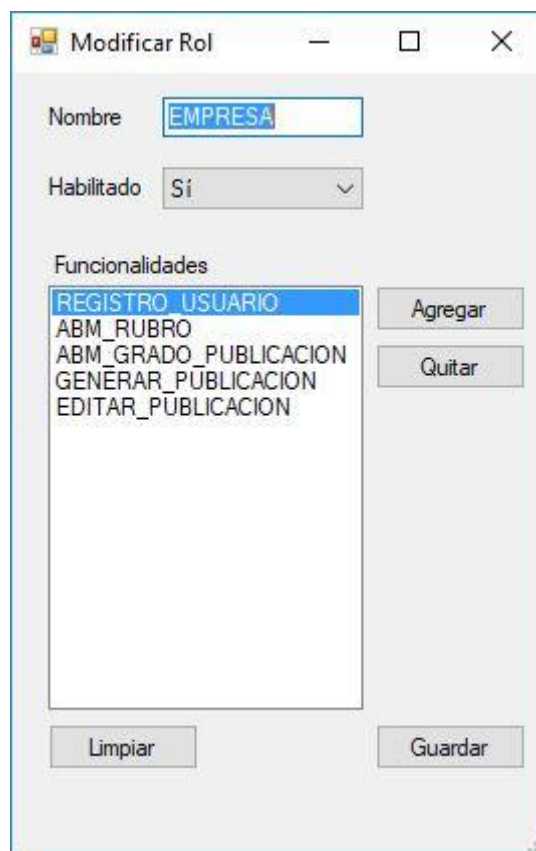 Modificar Rol
Nombre EMPRESA
Habilitado Sí
Funcionalidades
REGISTRO_USUARIO
ABM_RUBRO
ABM_GRADO_PUBLICACION
GENERAR_PUBLICACION
EDITAR_PUBLICACION
Agregar
Quitar
Limpiar Guardar